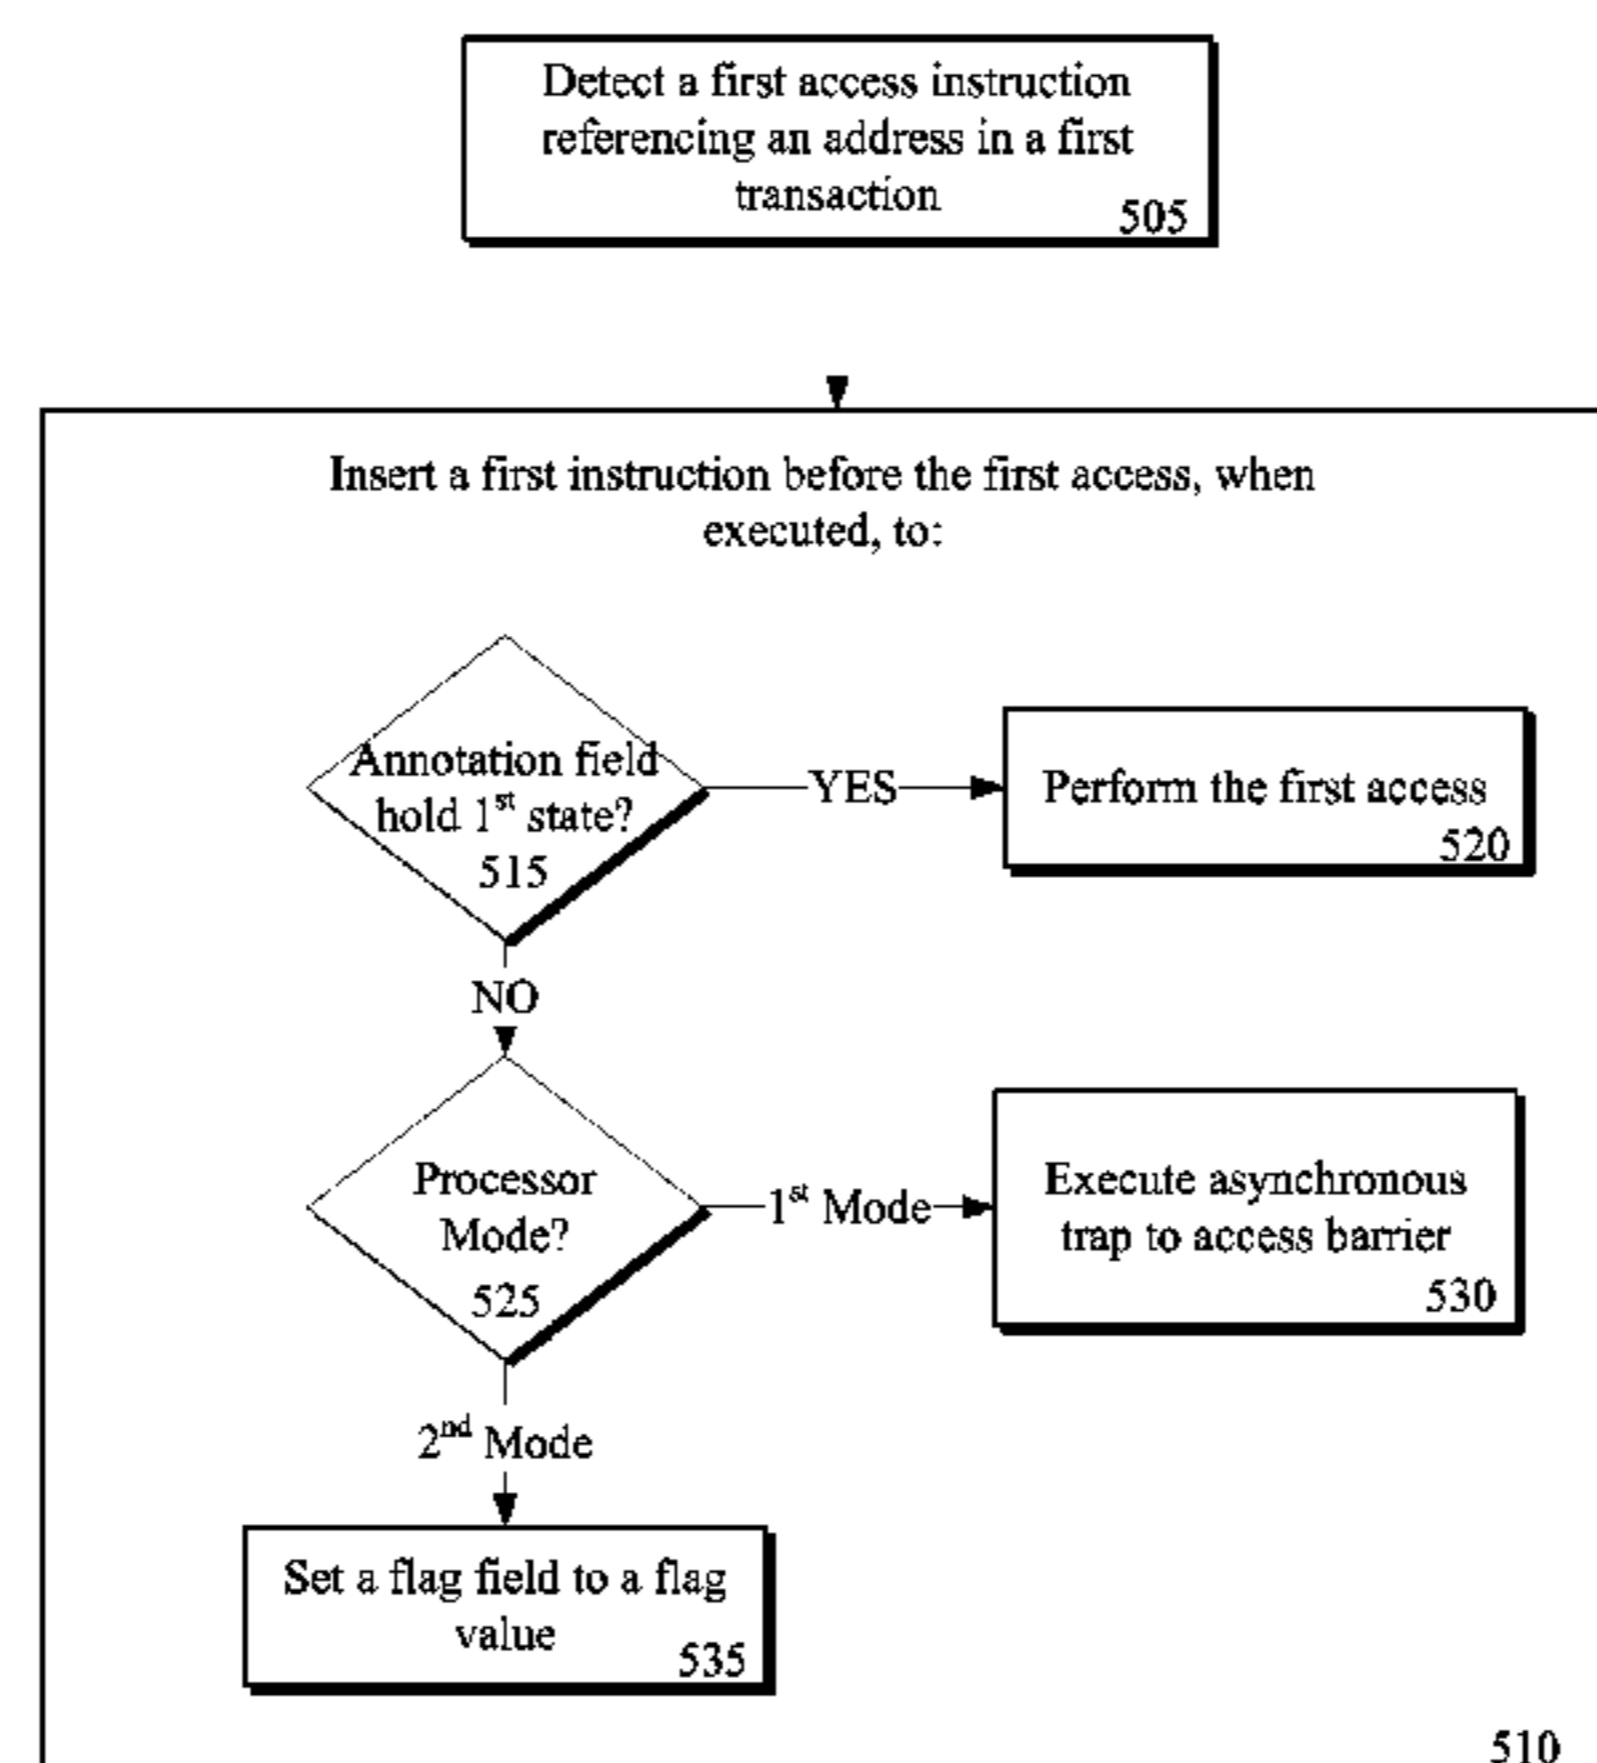 Detect a first access instruction
referencing an address in a first
transaction
505
Insert a first instruction before the first access, when
executed, to:
Annotation field
hold 1st state?
515
YES
Perform the first access
520
NO
Processor
Mode?
525
1st Mode
Execute asynchronous
trap to access barrier
530
2nd Mode
Set a flag field to a flag
value
535
510